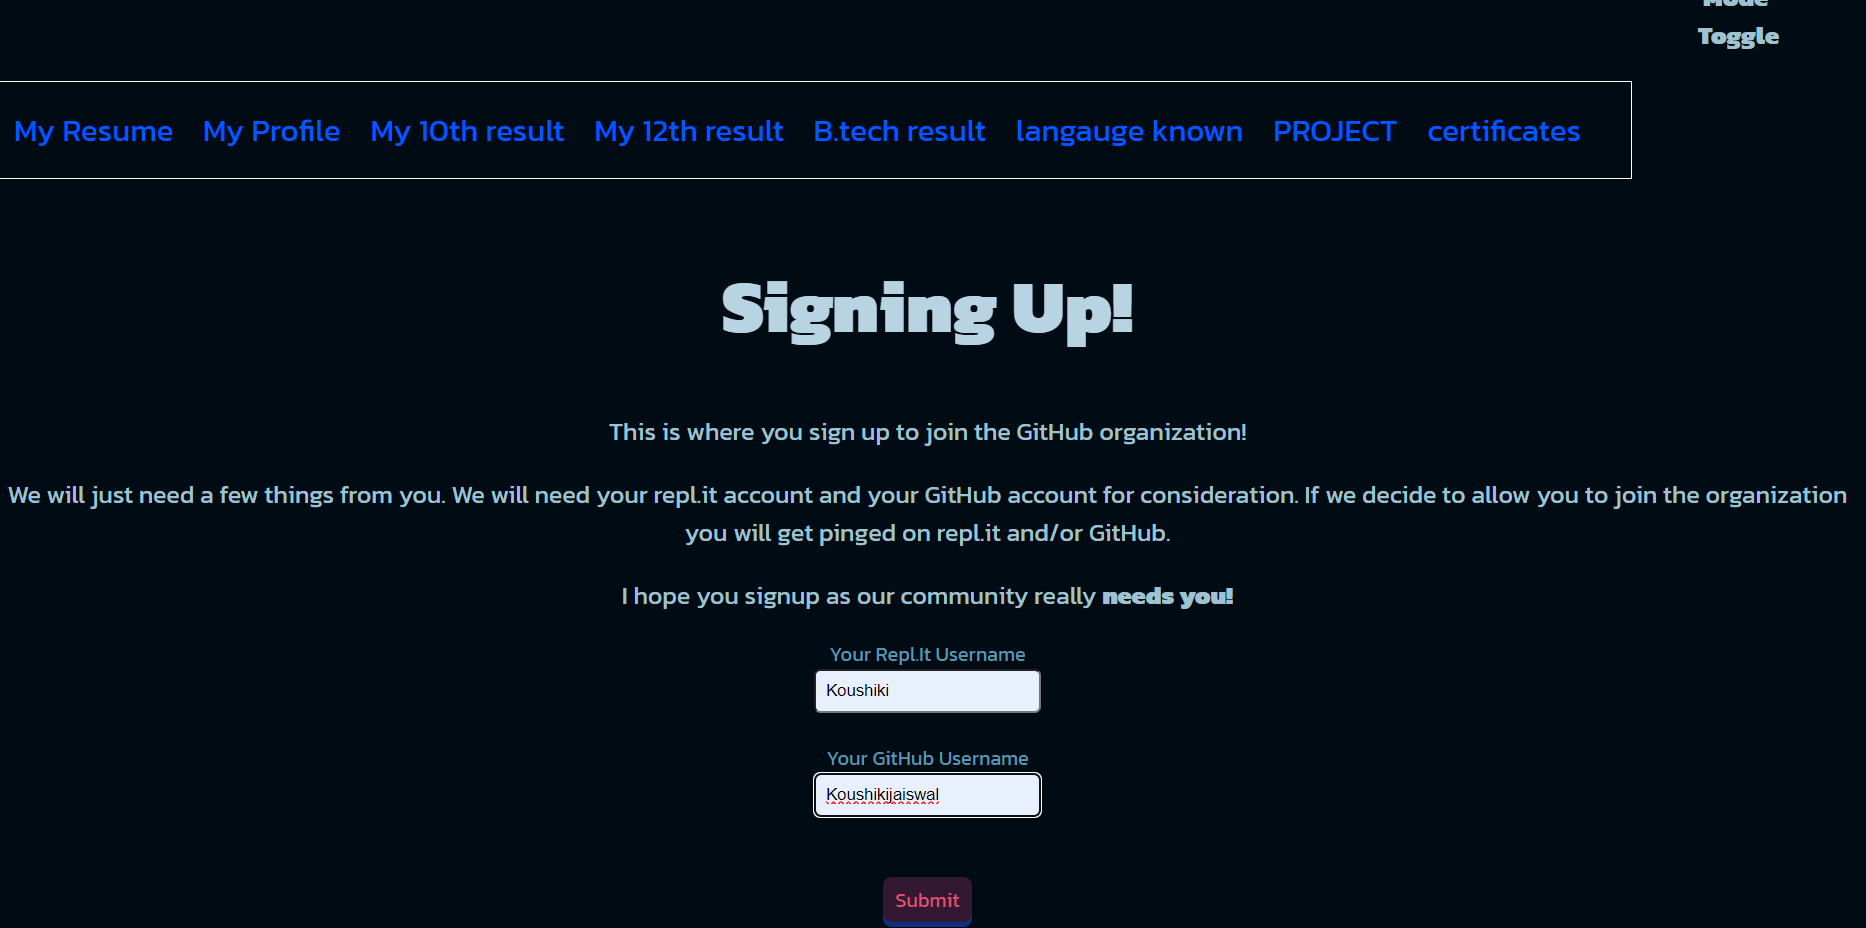 Mode
Toggle
My Resume My Profile My 10th result My 12th result B.tech result langauge known PROJECT certificates
Signing Up!
This is where you sign up to join the GitHub organization!
We will just need a few things from you. We will need your repl.it account and your GitHub account for consideration. If we decide to allow you to join the organization
you will get pinged on repl.it and/or GitHub.
I hope you signup as our community really needs you!
Your Repl.It Username
Koushiki
Your GitHub Username
Koushikijaiswal
Submit